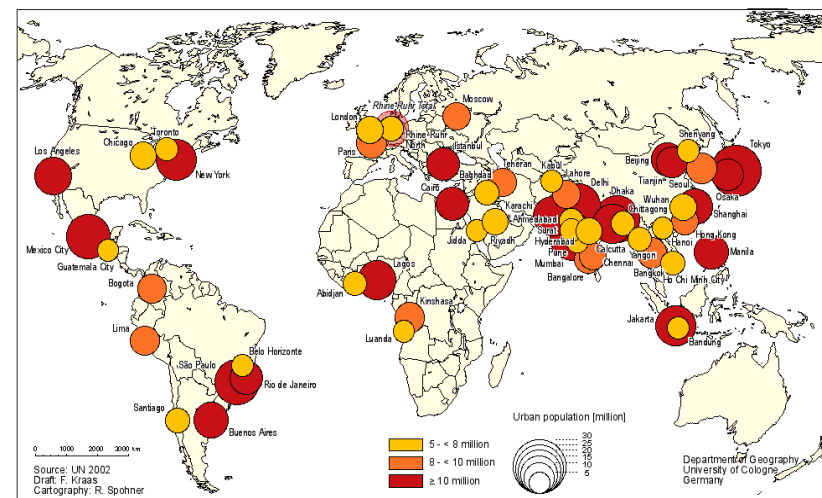 Moscow
London
Rhine-Ruhr Total
Rhine-Ruhr
North
Paris
Istanbul
Toronto
Chicago
Los Angeles
New York
Shenyang
Tokyo
Beijing
Tianjin
Seoul
Osaka
Teheran
Kabul
Lahore
Baghdad
Delhi
Dhaka
Cairo
Karachi
Wuhan
Chittagong
Shanghai
Ahmedabad
Surat
Jidda
Riyadh
Hyderabad
Calcutta
Hanoi
Hong Kong
Mexico City
Pune
Yangon
Manila
Guatemala City
Mumbai
Chennai
Bangkok
Lagos
Bangalore
Ho Chi Minh City
Bogota
Abidjan
Kinshasa
Lima
Luanda
Jakarta
Bandung
Belo Horizonte
São Paulo
Rio de Janeiro
Santiago
Buenos Aires
0 1000 2000 3000 km
Source: UN 2002
Draft: F. Kraas
Cartography: R. Spohner
5 - < 8 million
8 - < 10 million
≥ 10 million
Urban population [million]
30
25
20
15
10
5
Department of Geography
University of Cologne
Germany